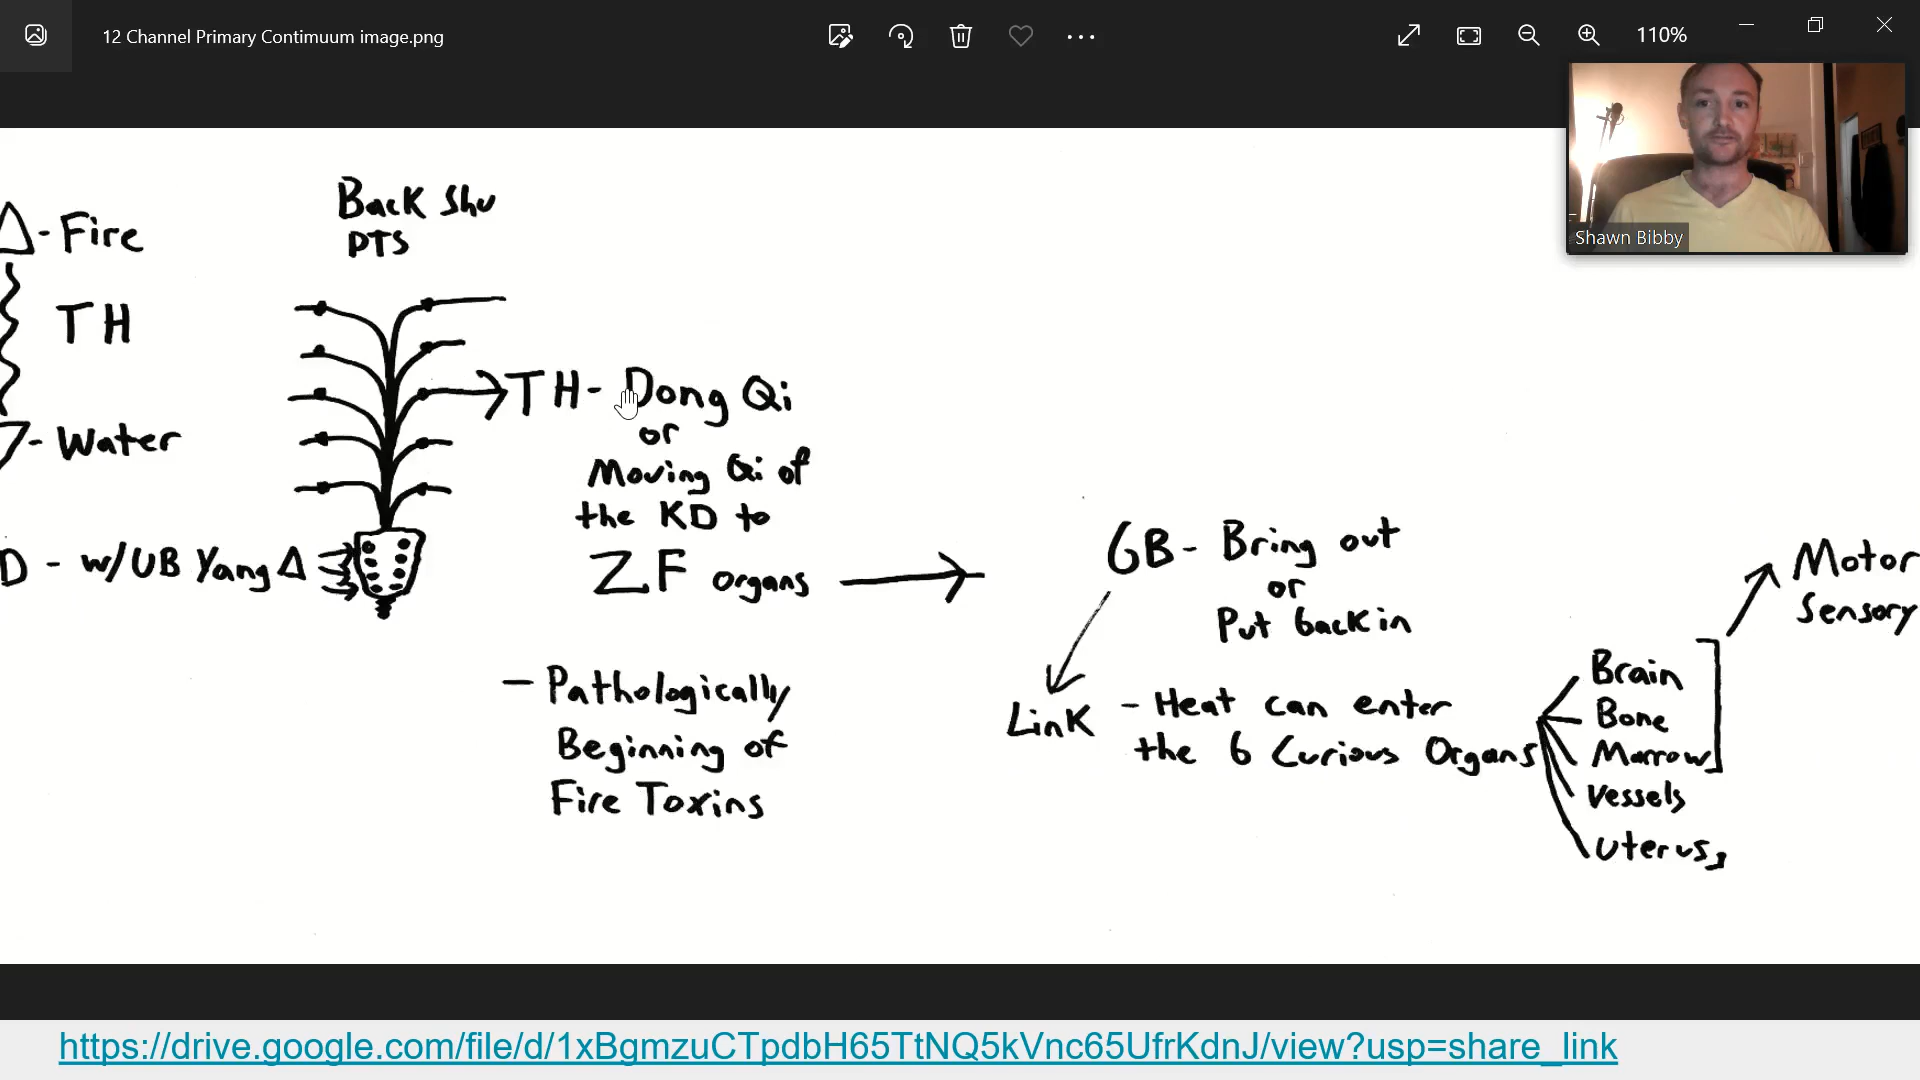 12 Channel Primary Contimuum image.png
110%
Shawn Bibby
Back Shu
PTS
- Fire
TH
- Water
D - w/UB Yang
TH - Dong Qi
or
Moving Qi of
the KD to
ZF organs
- Pathologically
Beginning of
Fire Toxins
GB - Bring out
or
Put back in
Link - Heat can enter
the 6 Curious Organs
Brain
Bone
Marrow
Vessels
Uterus,
Motor
Sensory
https://drive.google.com/file/d/1xBgmzuCTpdbH65TtNQ5kVnc65UfrKdnJ/view?usp=share_link